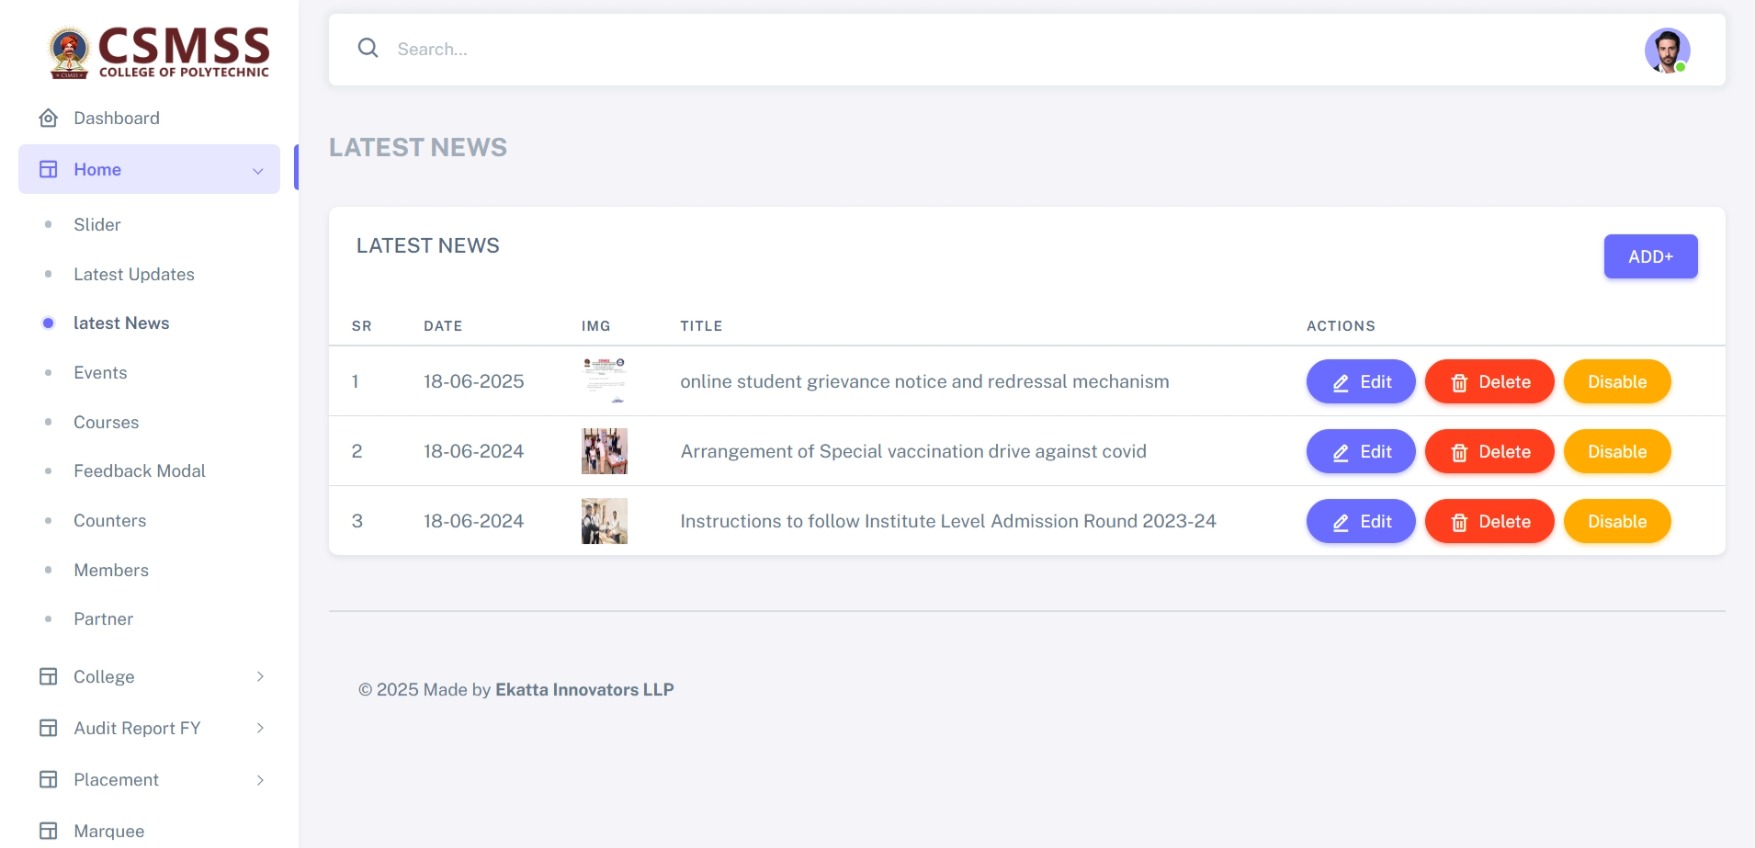 CSMSS
COLLEGE OF POLYTECHNIC
Dashboard
Home
Slider
Latest Updates
latest News
Events
Courses
Feedback Modal
Counters
Members
Partner
College
Audit Report FY
Placement
Marquee
Search...
LATEST NEWS
LATEST NEWS
ADD+
SR DATE IMG TITLE ACTIONS
1 18-06-2025 online student grievance notice and redressal mechanism Edit Delete Disable
2 18-06-2024 Arrangement of Special vaccination drive against covid Edit Delete Disable
3 18-06-2024 Instructions to follow Institute Level Admission Round 2023-24 Edit Delete Disable
© 2025 Made by Ekatta Innovators LLP